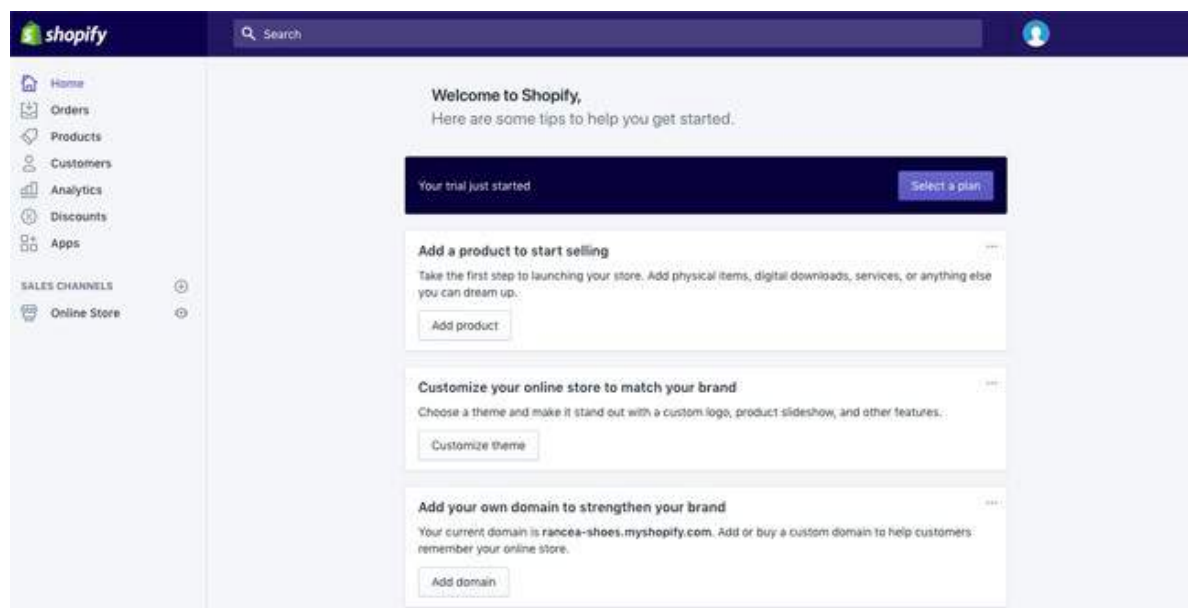 shopify
Search
Home
Orders
Products
Customers
Analytics
Discounts
Apps
SALES CHANNELS
Online Store
Welcome to Shopify,
Here are some tips to help you get started.
Your trial just started
Select a plan
Add a product to start selling
Take the first step to launching your store. Add physical items, digital downloads, services, or anything else
you can dream up.
Add product
Customize your online store to match your brand
Choose a theme and make it stand out with a custom logo, product slideshow, and other features.
Customize theme
Add your own domain to strengthen your brand
Your current domain is rancea-shoes.myshopify.com. Add or buy a custom domain to help customers
remember your online store.
Add domain